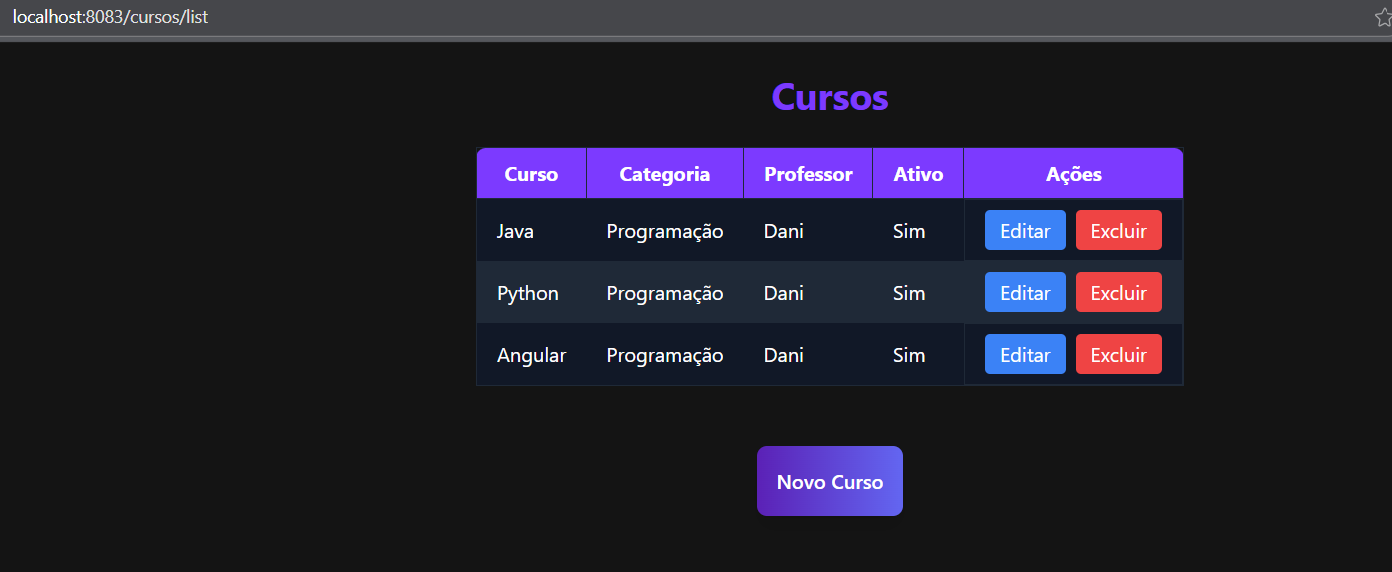 localhost:8083/cursos/list
Cursos
Curso Categoria Professor Ativo Ações
Java Programação Dani Sim Editar Excluir
Python Programação Dani Sim Editar Excluir
Angular Programação Dani Sim Editar Excluir
Novo Curso